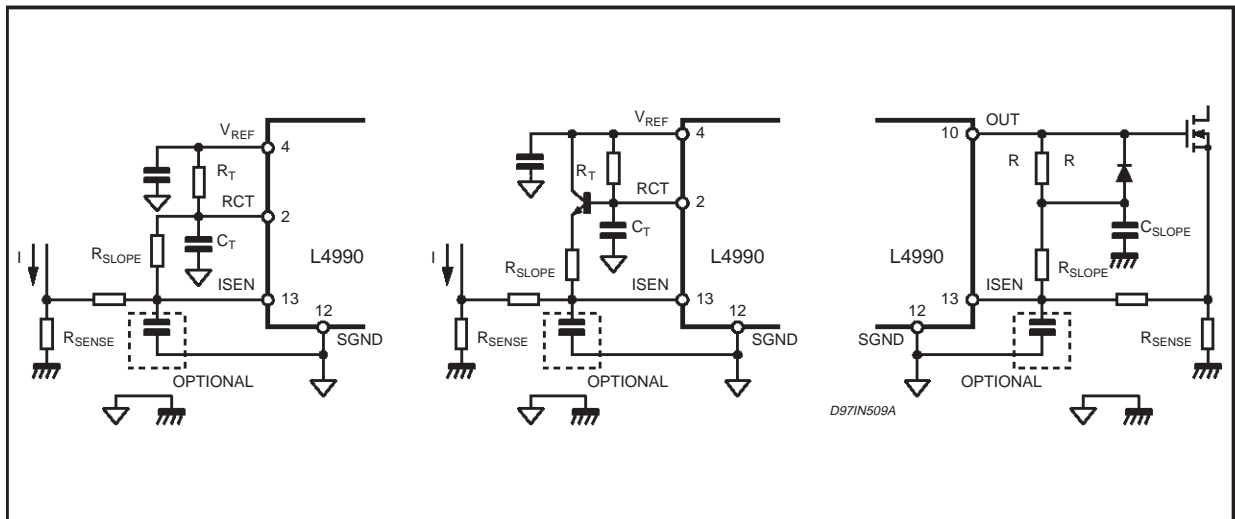 V_REF
4
R_T
RCT
2
C_T
R_SLOPE
L4990
I
ISEN
13
12
R_SENSE
SGND
OPTIONAL
V_REF
4
R_T
RCT
2
C_T
L4990
I
R_SLOPE
ISEN
13
12
R_SENSE
SGND
OPTIONAL
OUT
10
R R
C_SLOPE
L4990
R_SLOPE
ISEN
13
12
SGND
R_SENSE
OPTIONAL
D97IN509A